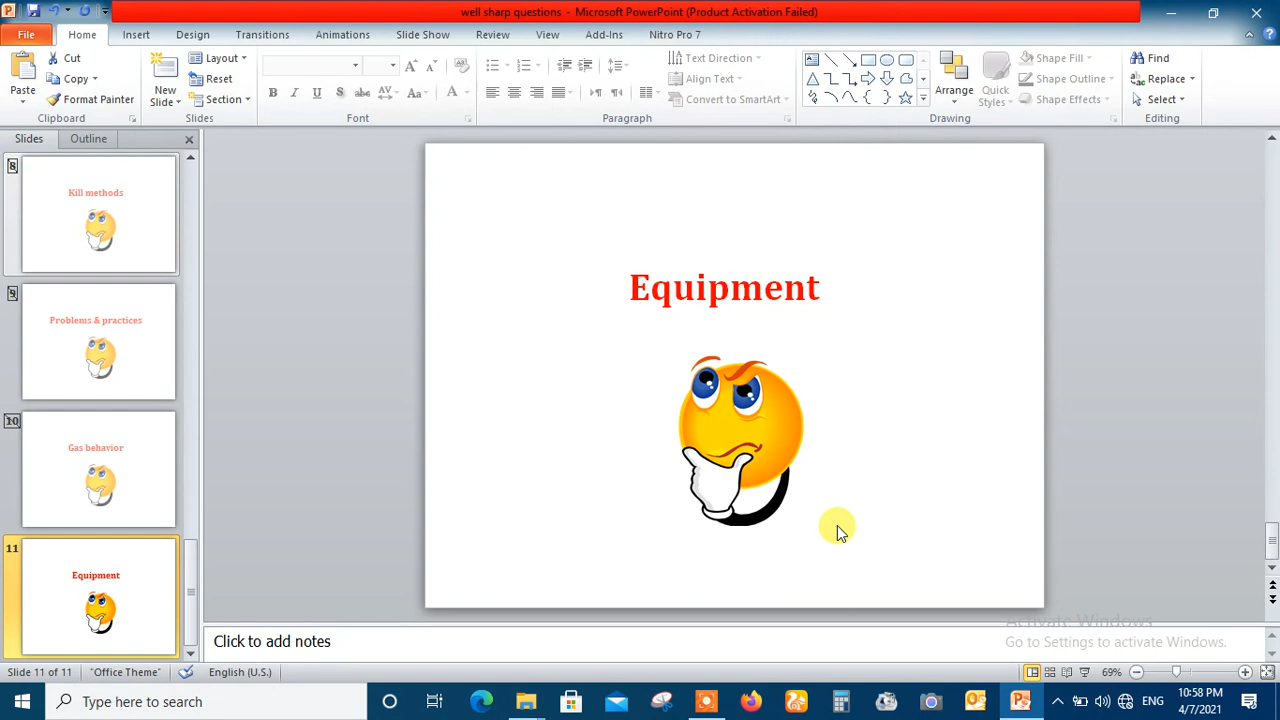 well sharp questions - Microsoft PowerPoint (Product Activation Failed)
File Home Insert Design Transitions Animations Slide Show Review View Add-Ins Nitro Pro 7
Paste
Cut
Copy
Format Painter
Clipboard
New Slide
Layout
Reset
Section
Slides
B I U S abc AV Aa A
Font
Text Direction
Align Text
Convert to SmartArt
Paragraph
Arrange
Quick Styles
Shape Fill
Shape Outline
Shape Effects
Drawing
Find
Replace
Select
Editing
Slides Outline
8
Kill methods
9
Problems & practices
10
Gas behavior
11
Equipment
Equipment
Click to add notes
Activate Windows
Go to Settings to activate Windows.
Slide 11 of 11 "Office Theme" English (U.S.) 69%
Type here to search
ENG
10:58 PM
4/7/2021